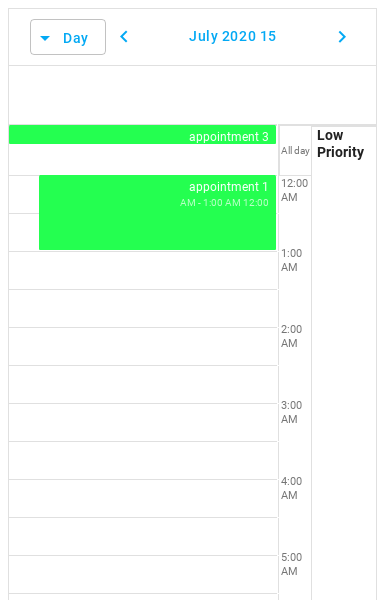 Day
July 2020 15
appointment 3
All day
Low
Priority
appointment 1
AM - 1:00 AM 12:00
12:00
AM
1:00
AM
2:00
AM
3:00
AM
4:00
AM
5:00
AM